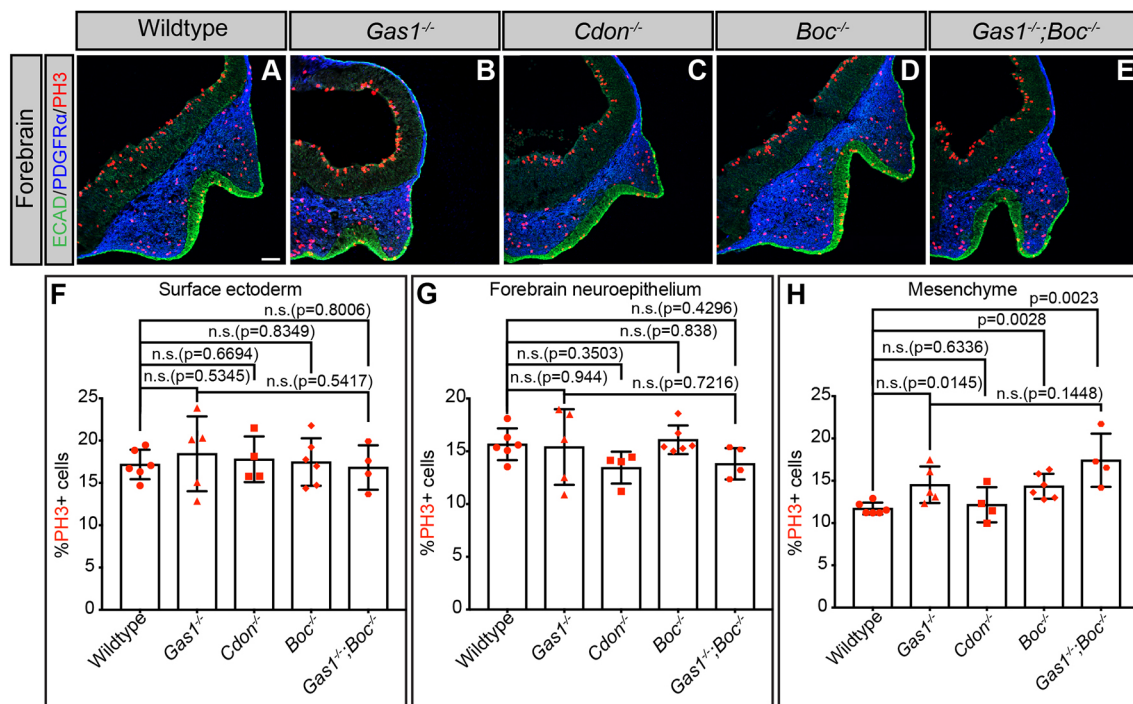 Wildtype
Gas1-/-
Cdon-/-
Boc-/-
Gas1-/-;Boc-/-
Forebrain
ECAD/PDGFRα/PH3
A
B
C
D
E
F
Surface ectoderm
n.s.(p=0.8006)
n.s.(p=0.8349)
n.s.(p=0.6694)
n.s.(p=0.5345)
n.s.(p=0.5417)
%PH3+ cells
25
20
15
10
5
0
Wildtype
Gas1-/-
Cdon-/-
Boc-/-
Gas1-/-;Boc-/-
G
Forebrain neuroepithelium
n.s.(p=0.4296)
n.s.(p=0.838)
n.s.(p=0.3503)
n.s.(p=0.944)
n.s.(p=0.7216)
%PH3+ cells
20
15
10
5
0
Wildtype
Gas1-/-
Cdon-/-
Boc-/-
Gas1-/-;Boc-/-
H
Mesenchyme
p=0.0023
p=0.0028
n.s.(p=0.6336)
n.s.(p=0.0145)
n.s.(p=0.1448)
%PH3+ cells
25
20
15
10
5
0
Wildtype
Gas1-/-
Cdon-/-
Boc-/-
Gas1-/-;Boc-/-